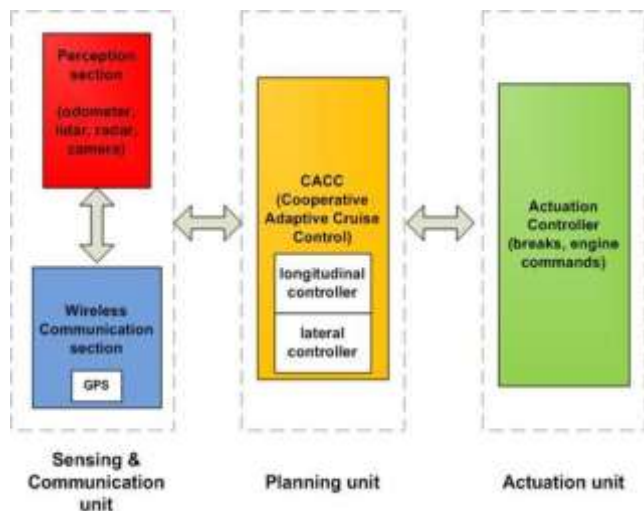 Perception
section
(odometer,
lidar, radar,
camera)
Wireless
Communication
section
GPS
Sensing &
Communication
unit
CACC
(Cooperative
Adaptive Cruise
Control)
longitudinal
controller
lateral
controller
Planning unit
Actuation
Controller
(breaks, engine
commands)
Actuation unit